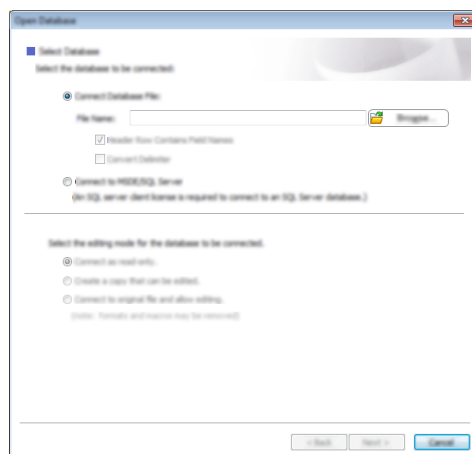 Open Database
Select Database
Select the database to be connected:
Connect Database File:
File Name:
Browse...
Header Row Contains Field Names
Convert Delimiter
Connect to MSDE/SQL Server
(An SQL server client license is required to connect to an SQL Server database.)
Select the editing mode for the database to be connected.
Connect as read-only.
Create a copy that can be edited.
Connect to original file and allow editing.
(note: Formats and macros may be removed)
< Back
Next >
Cancel